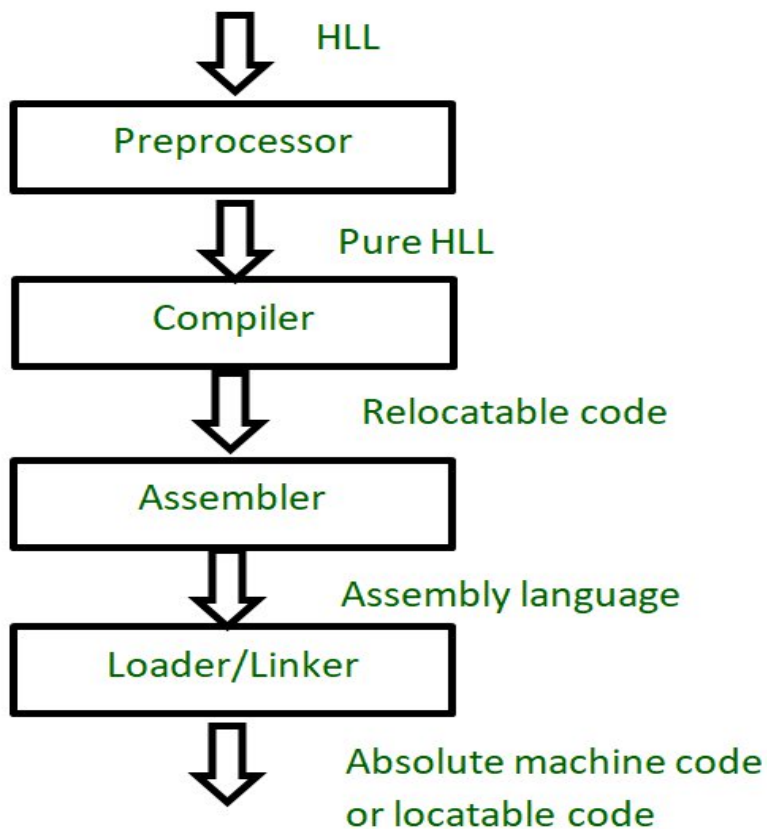 HLL
Preprocessor
Pure HLL
Compiler
Relocatable code
Assembler
Assembly language
Loader/Linker
Absolute machine code
or locatable code